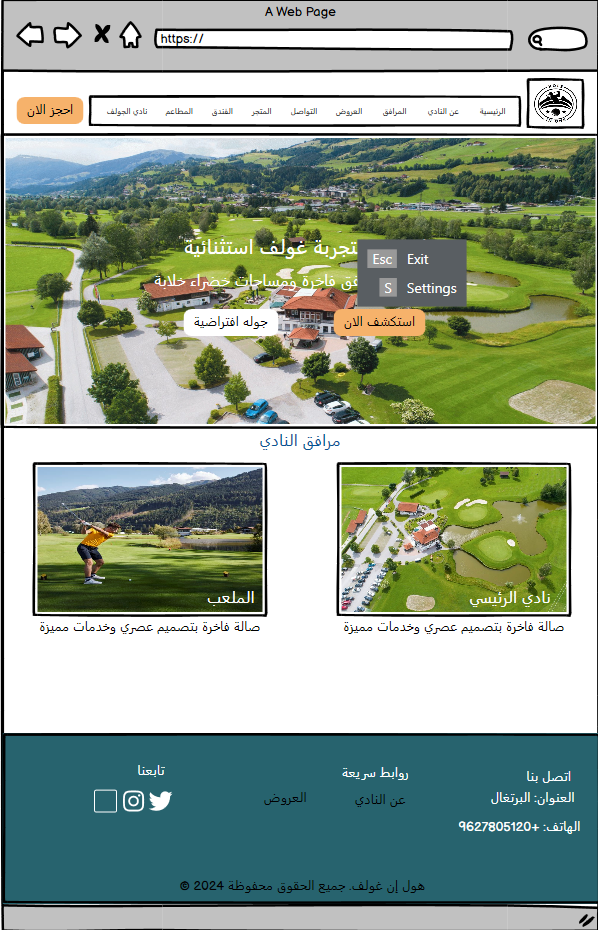 A Web Page
https://
الرئيسية
عن النادي
المرافق
العروض
التواصل
المتجر
الفندق
المطاعم
نادي الجولف
احجز الان
تجربة غولف استثنائية
Esc Exit
فاخرة ومساحات خضراء خلابة
S Settings
استكشف الان
جوله افتراضية
مرافق النادي
نادي الرئيسي
الملعب
صالة فاخرة بتصميم عصري وخدمات مميزة
صالة فاخرة بتصميم عصري وخدمات مميزة
اتصل بنا
العنوان: البرتغال
الهاتف: +9627805120
روابط سريعة
عن النادي
العروض
تابعنا
هول إن غولف. جميع الحقوق محفوظة 2024 ©